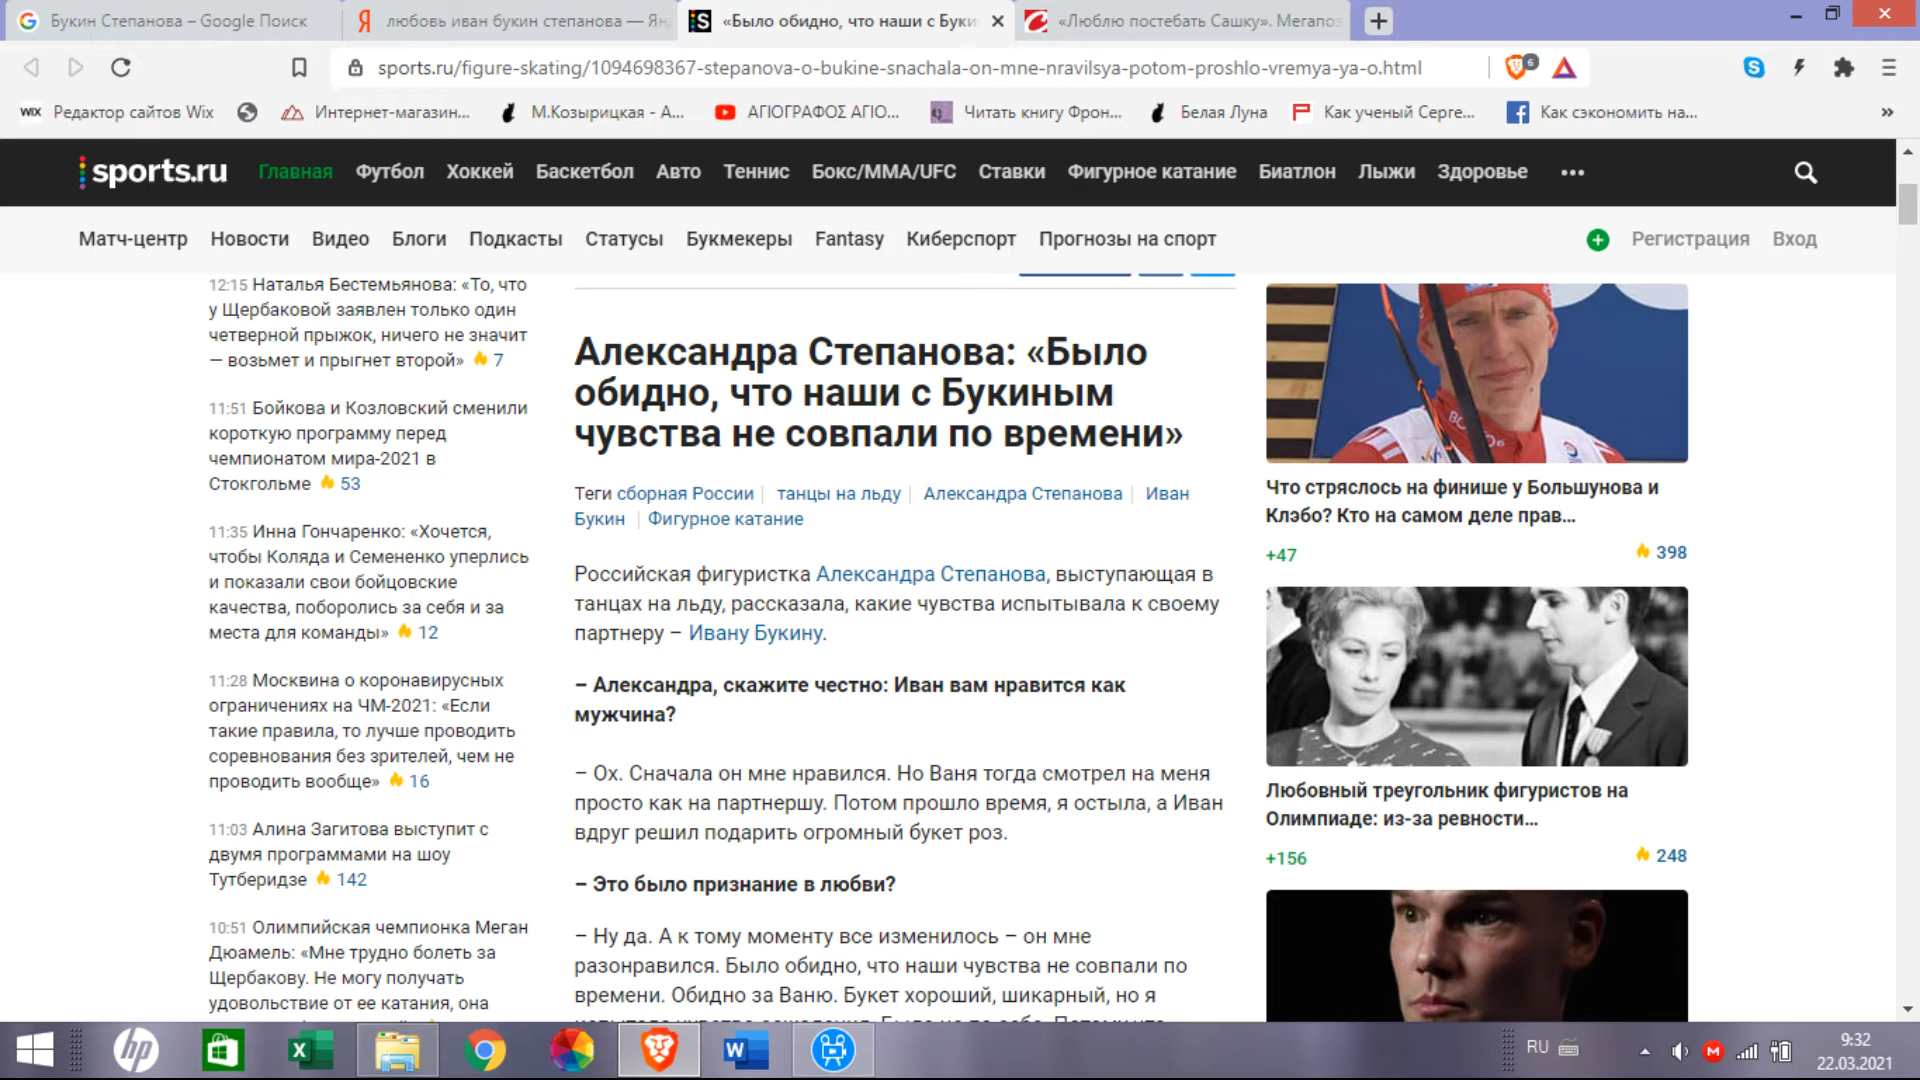 Букин Степанова – Google Поиск
любовь иван букин степанова — Янд
«Было обидно, что наши с Буки
«Люблю постебать Сашку». Мегапоз
sports.ru/figure-skating/1094698367-stepanova-o-bukine-snachala-on-mne-nravilsya-potom-proshlo-vremya-ya-o.html
6
WIX Редактор сайтов Wix
Интернет-магазин...
М.Козырицкая - А...
ΑΓΙΟΓΡΑΦΟΣ ΑΓΙΟ...
Читать книгу Фрон...
Белая Луна
Как ученый Серге...
Как сэкономить на...
»
sports.ru
Главная Футбол Хоккей Баскетбол Авто Теннис Бокс/MMA/UFC Ставки Фигурное катание Биатлон Лыжи Здоровье •••
Матч-центр Новости Видео Блоги Подкасты Статусы Букмекеры Fantasy Киберспорт Прогнозы на спорт
Регистрация Вход
12:15 Наталья Бестемьянова: «То, что
у Щербаковой заявлен только один
четверной прыжок, ничего не значит
— возьмет и прыгнет второй» 7
11:51 Бойкова и Козловский сменили
короткую программу перед
чемпионатом мира-2021 в
Стокгольме 53
11:35 Инна Гончаренко: «Хочется,
чтобы Коляда и Семененко уперлись
и показали свои бойцовские
качества, поборолись за себя и за
места для команды» 12
11:28 Москвина о коронавирусных
ограничениях на ЧМ-2021: «Если
такие правила, то лучше проводить
соревнования без зрителей, чем не
проводить вообще» 16
11:03 Алина Загитова выступит с
двумя программами на шоу
Тутберидзе 142
10:51 Олимпийская чемпионка Меган
Дюамель: «Мне трудно болеть за
Щербакову. Не могу получать
удовольствие от ее катания, она
Александра Степанова: «Было
обидно, что наши с Букиным
чувства не совпали по времени»
Теги сборная России танцы на льду Александра Степанова Иван
Букин Фигурное катание
Российская фигуристка Александра Степанова, выступающая в
танцах на льду, рассказала, какие чувства испытывала к своему
партнеру – Ивану Букину.
– Александра, скажите честно: Иван вам нравится как
мужчина?
– Ох. Сначала он мне нравился. Но Ваня тогда смотрел на меня
просто как на партнершу. Потом прошло время, я остыла, а Иван
вдруг решил подарить огромный букет роз.
– Это было признание в любви?
– Ну да. А к тому моменту все изменилось – он мне
разонравился. Было обидно, что наши чувства не совпали по
времени. Обидно за Ваню. Букет хороший, шикарный, но я
Что стряслось на финише у Большунова и
Клэбо? Кто на самом деле прав...
+47 398
Любовный треугольник фигуристов на
Олимпиаде: из-за ревности...
+156 248
RU
9:32
22.03.2021